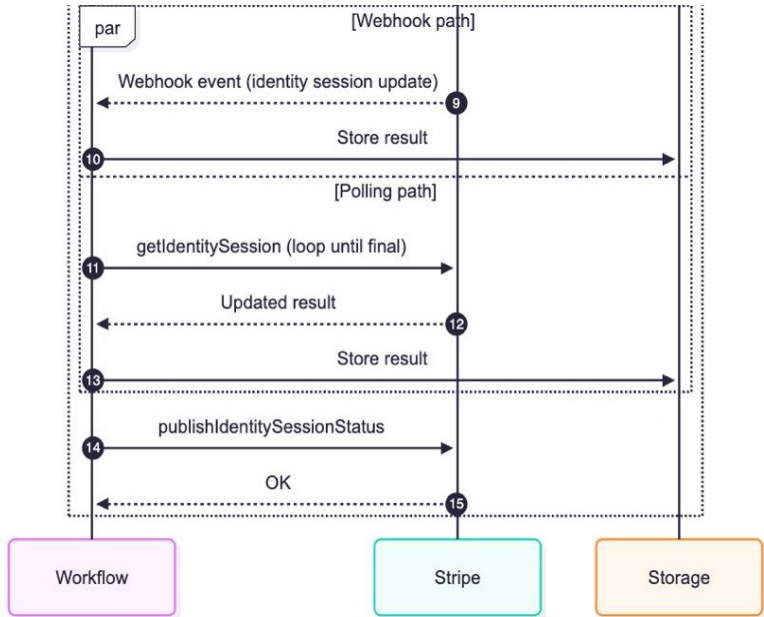 par
[Webhook path]
Webhook event (identity session update)
9
Store result
10
[Polling path]
getIdentitySession (loop until final)
11
Updated result
12
Store result
13
publishIdentitySessionStatus
14
OK
15
Workflow
Stripe
Storage